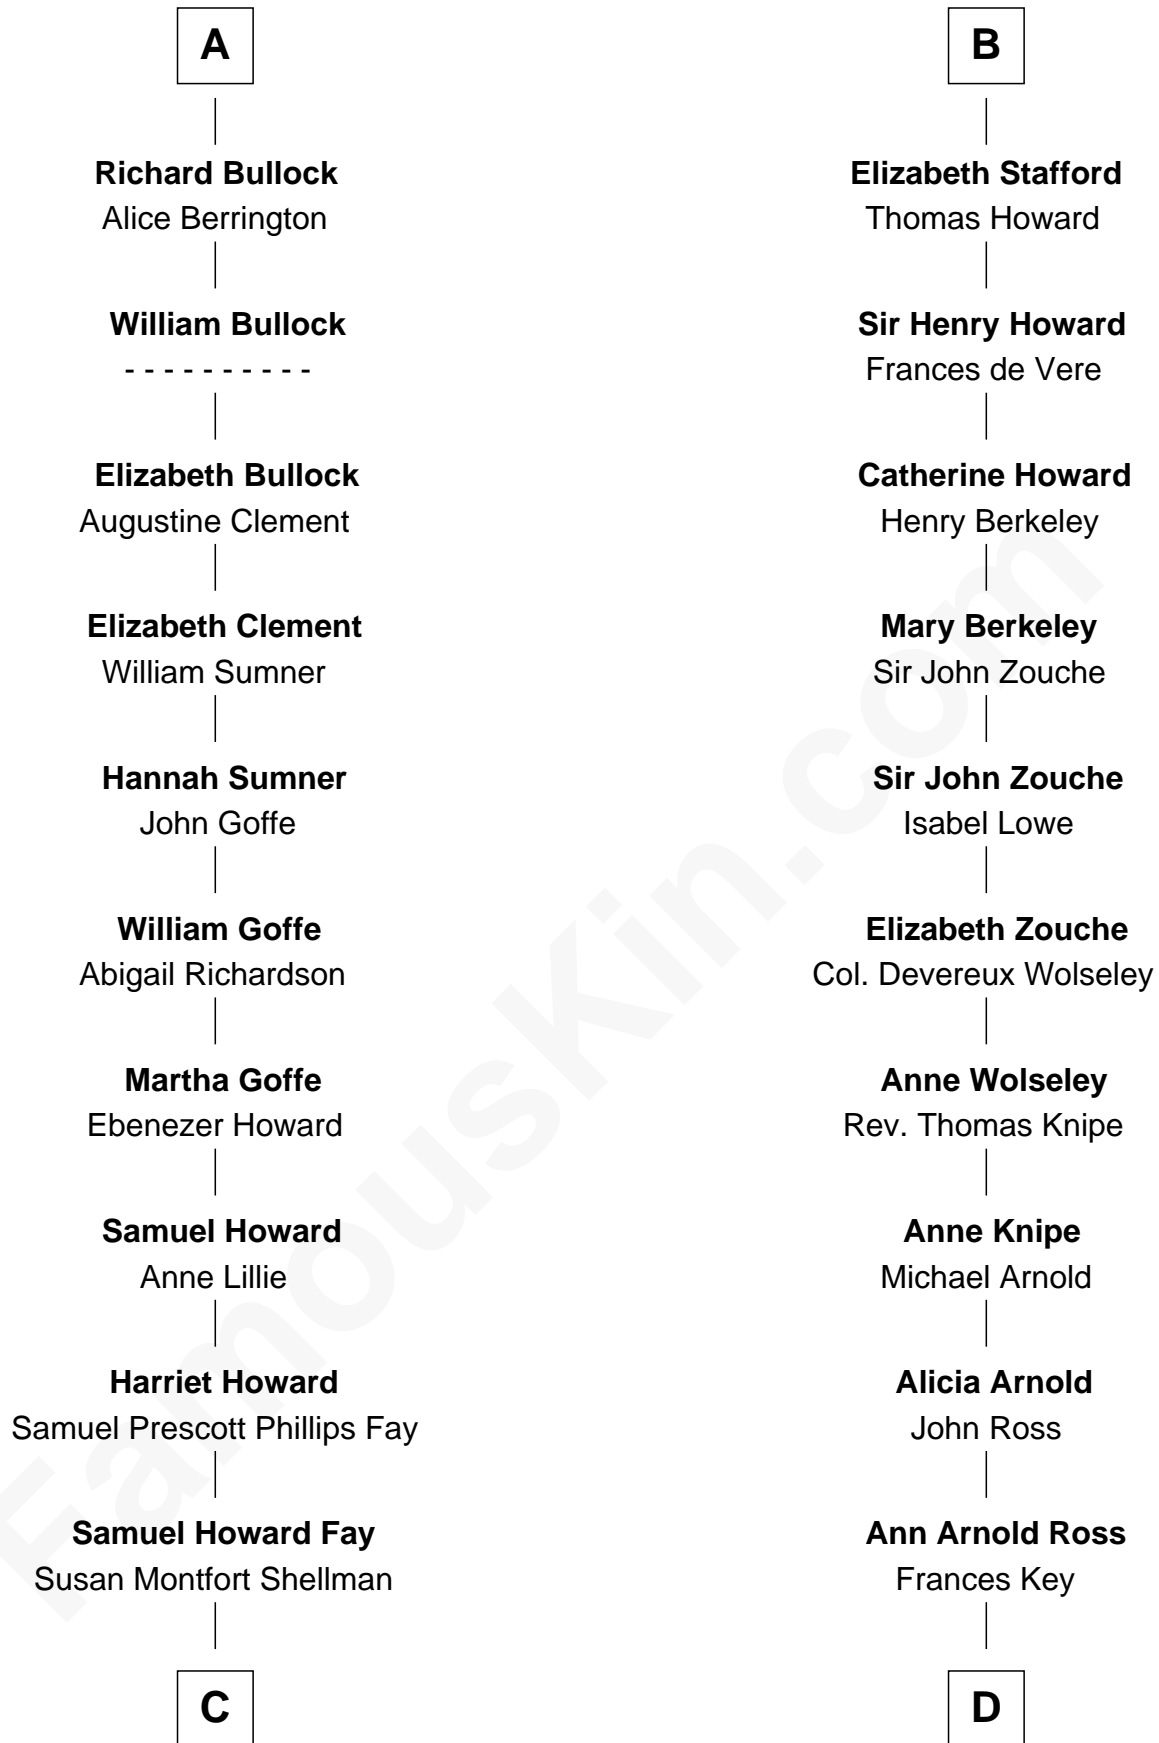 A
Richard Bullock
Alice Berrington
William Bullock
- - - - - - - - - -
Elizabeth Bullock
Augustine Clement
Elizabeth Clement
William Sumner
Hannah Sumner
John Goffe
William Goffe
Abigail Richardson
Martha Goffe
Ebenezer Howard
Samuel Howard
Anne Lillie
Harriet Howard
Samuel Prescott Phillips Fay
Samuel Howard Fay
Susan Montfort Shellman
C
B
Elizabeth Stafford
Thomas Howard
Sir Henry Howard
Frances de Vere
Catherine Howard
Henry Berkeley
Mary Berkeley
Sir John Zouche
Sir John Zouche
Isabel Lowe
Elizabeth Zouche
Col. Devereux Wolseley
Anne Wolseley
Rev. Thomas Knipe
Anne Knipe
Michael Arnold
Alicia Arnold
John Ross
Ann Arnold Ross
Frances Key
D
FamousKin.com